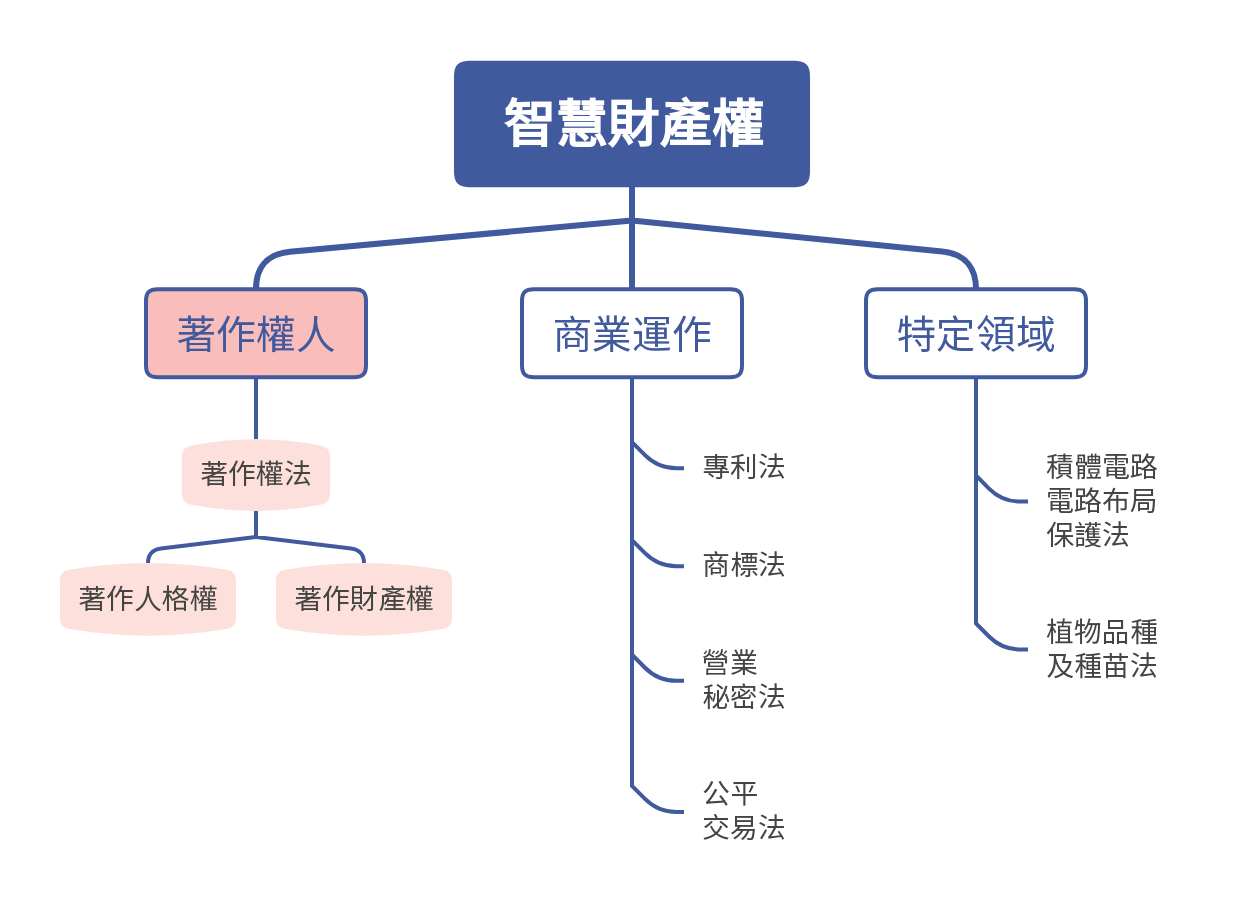 智慧財產權
著作權人
著作權法
著作人格權
著作財產權
商業運作
專利法
商標法
營業
秘密法
公平
交易法
特定領域
積體電路
電路布局
保護法
植物品種
及種苗法